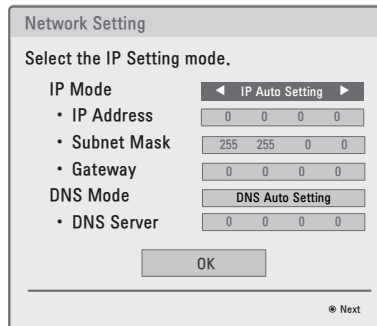 Network Setting
Select the IP Setting mode.
IP Mode ◀ IP Auto Setting ▶
• IP Address 0 0 0 0
• Subnet Mask 255 255 0 0
• Gateway 0 0 0 0
DNS Mode DNS Auto Setting
• DNS Server 0 0 0 0
OK
◉ Next